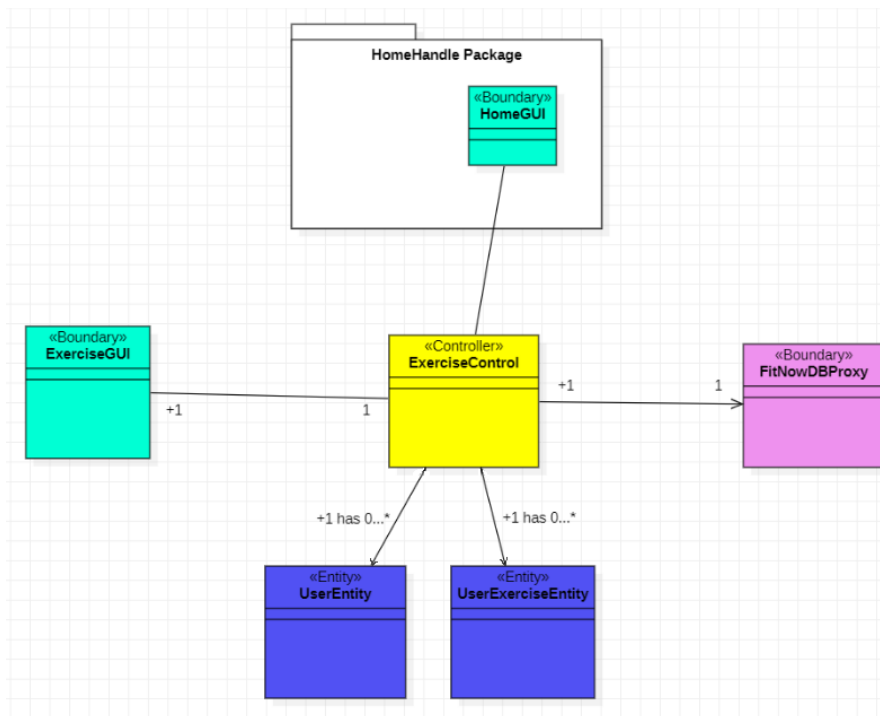 HomeHandle Package
«Boundary»
HomeGUI
«Boundary»
ExerciseGUI
«Controller»
ExerciseControl
«Boundary»
FitNowDBProxy
+1
1
+1
1
+1 has 0...*
+1 has 0...*
«Entity»
UserEntity
«Entity»
UserExerciseEntity